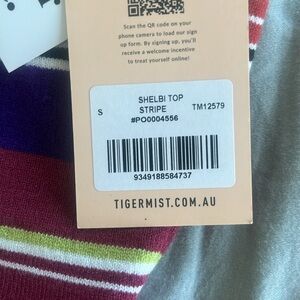 Scan the QR code on your
phone camera to load our sign
up form. By signing up, you'll
receive a welcome incentive
to treat yourself online!
SHELBI TOP
S STRIPE TM12579
#PO0004556
9349188584737
TIGERMIST.COM.AU